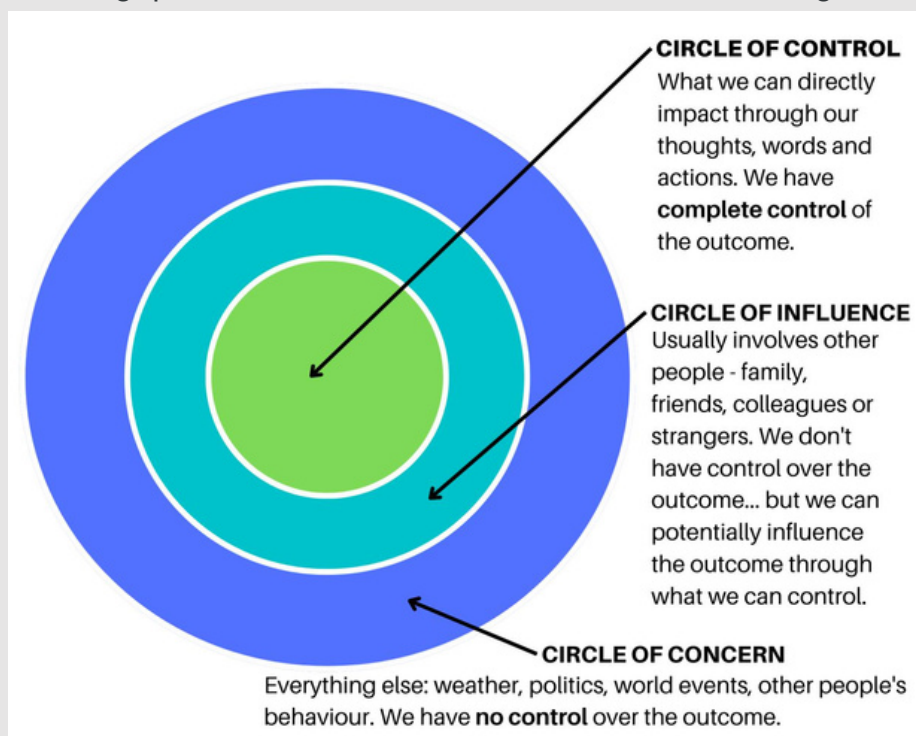 CIRCLE OF CONTROL
What we can directly
impact through our
thoughts, words and
actions. We have
complete control of
the outcome.
CIRCLE OF INFLUENCE
Usually involves other
people - family,
friends, colleagues or
strangers. We don't
have control over the
outcome... but we can
potentially influence
the outcome through
what we can control.
CIRCLE OF CONCERN
Everything else: weather, politics, world events, other people's
behaviour. We have no control over the outcome.